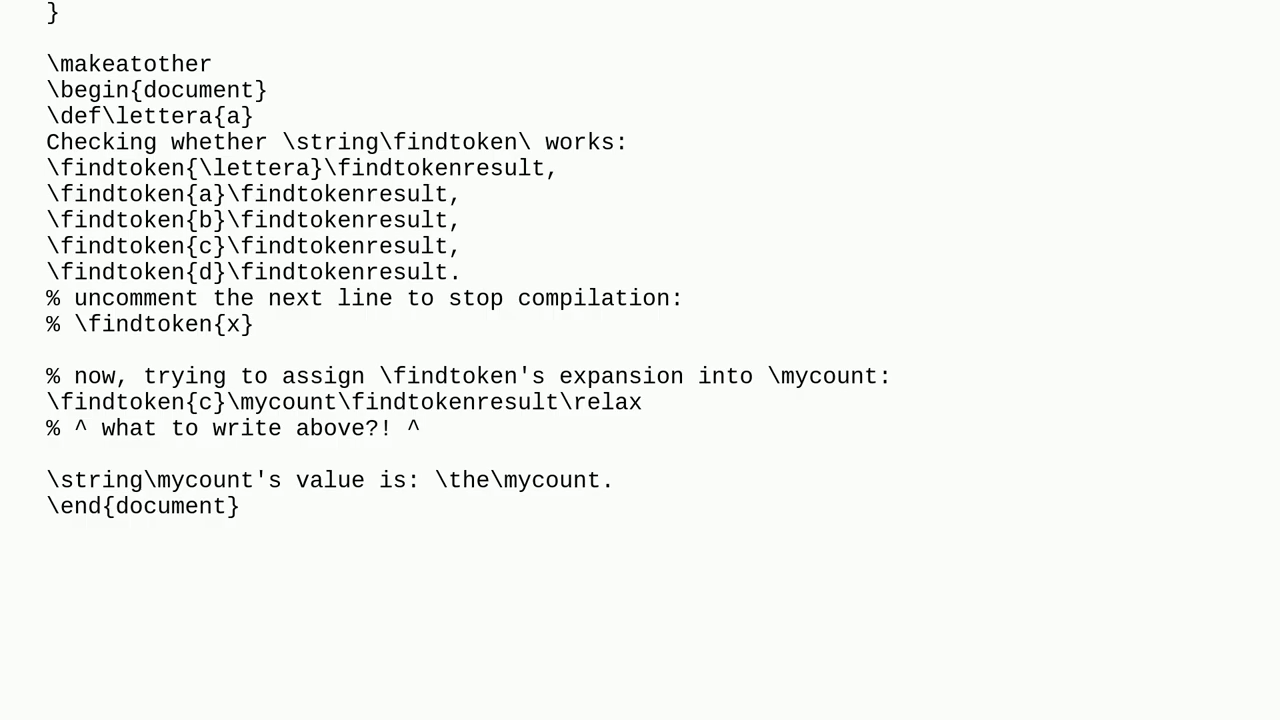 }
\makeatother
\begin{document}
\def\lettera{a}
Checking whether \string\findtoken\ works:
\findtoken{\lettera}\findtokenresult,
\findtoken{a}\findtokenresult,
\findtoken{b}\findtokenresult,
\findtoken{c}\findtokenresult,
\findtoken{d}\findtokenresult.
% uncomment the next line to stop compilation:
% \findtoken{x}
% now, trying to assign \findtoken's expansion into \mycount:
\findtoken{c}\mycount\findtokenresult\relax
% ^ what to write above?! ^
\string\mycount's value is: \the\mycount.
\end{document}